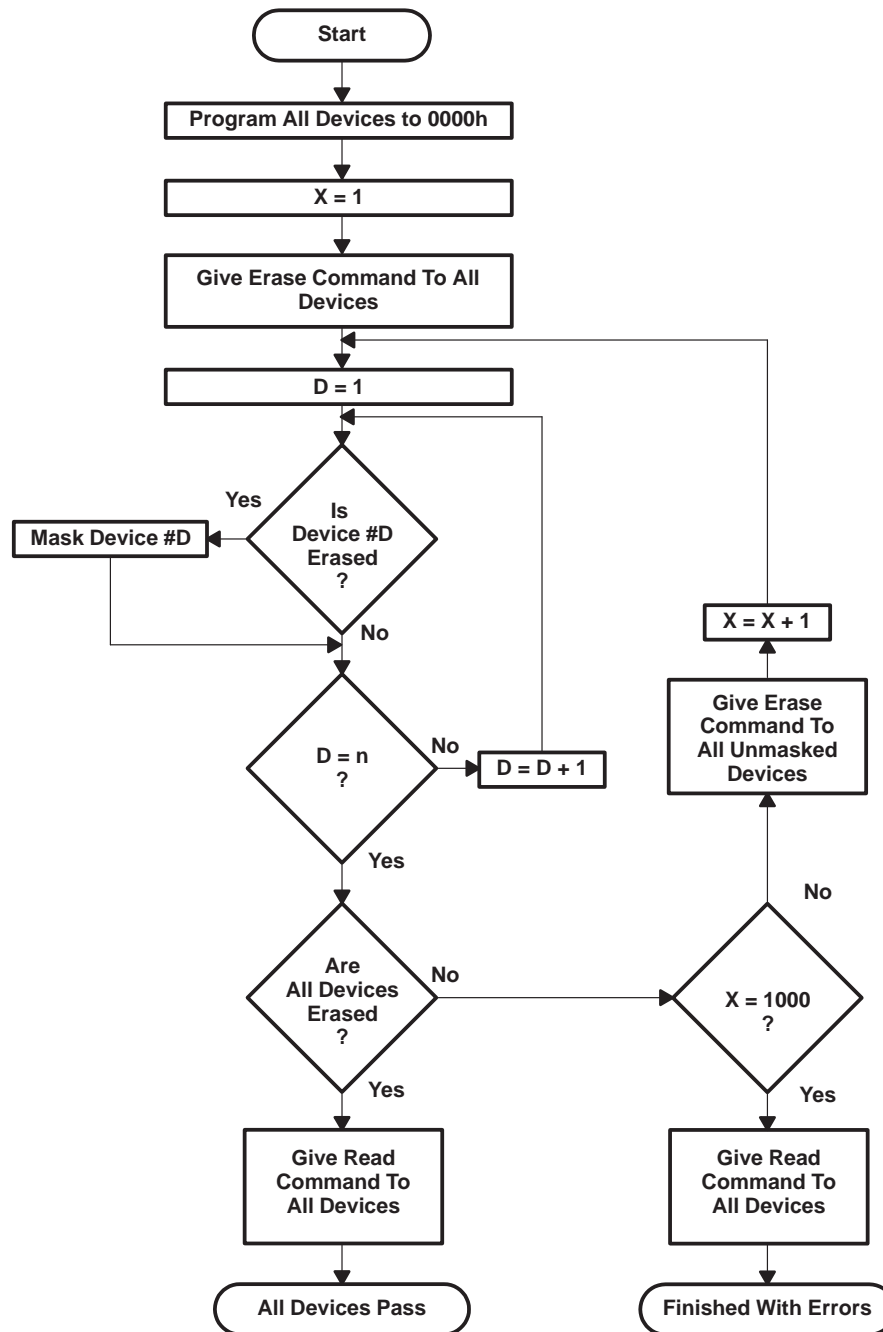 Start
Program All Devices to 0000h
X = 1
Give Erase Command To All
Devices
D = 1
Yes
Is
Device #D
Erased
?
Mask Device #D
No
X = X + 1
Give Erase
Command To
All Unmasked
Devices
D = n
?
No
D = D + 1
Yes
No
Are
All Devices
Erased
?
No
X = 1000
?
Yes
Yes
Give Read
Command To
All Devices
Give Read
Command To
All Devices
All Devices Pass
Finished With Errors